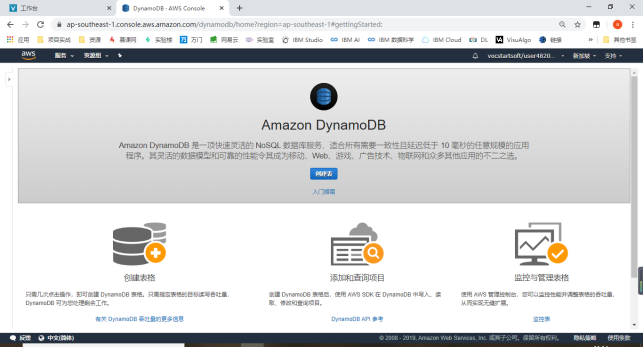 工作台
DynamoDB - AWS Console
ap-southeast-1.console.aws.amazon.com/dynamodb/home?region=ap-southeast-1#gettingStarted:
应用 项目实战 资源 慕课网 实验楼 万门 网易云 实验室 IBM Studio IBM AI IBM 数据科学 IBM Cloud DL VisuAlgo 链接 » 其他书签
aws 服务 资源组 vocstartsoft/user4820... 新加坡 支持
Amazon DynamoDB
Amazon DynamoDB 是一项快速灵活的 NoSQL 数据库服务，适合所有需要一致性且延迟低于 10 毫秒的任意规模的应用
程序。其灵活的数据模型和可靠的性能令其成为移动、Web、游戏、广告技术、物联网和众多其他应用的不二之选。
创建表
入门指南
创建表格
只需几次点击操作，即可创建 DynamoDB 表格。只需指定表格的目标读写吞吐量，
DynamoDB 可为您处理剩余工作。
有关 DynamoDB 吞吐量的更多信息
添加和查询项目
创建 DynamoDB 表格后，使用 AWS SDK 在 DynamoDB 中写入、读
取、修改和查询项目。
DynamoDB API 参考
监控与管理表格
使用 AWS 管理控制台，您可以监控性能并调整表格的吞吐量，
从而实现无缝扩展。
监控表
反馈 中文(简体) © 2008 - 2019, Amazon Web Services, Inc. 或其子公司。保留所有权利。 隐私策略 使用条款